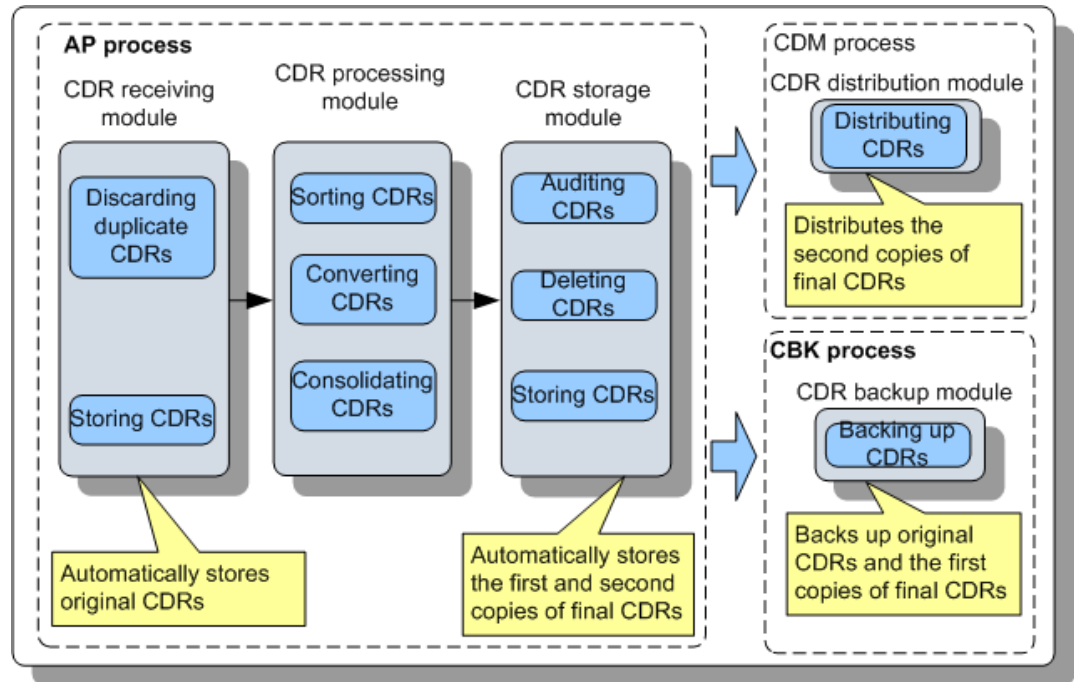 AP process
CDR receiving
module
Discarding
duplicate
CDRs
Storing CDRs
Automatically stores
original CDRs
CDR processing
module
Sorting CDRs
Converting
CDRs
Consolidating
CDRs
CDR storage
module
Auditing
CDRs
Deleting
CDRs
Storing CDRs
Automatically stores
the first and second
copies of final CDRs
CDM process
CDR distribution module
Distributing
CDRs
Distributes the
second copies of
final CDRs
CBK process
CDR backup module
Backing up
CDRs
Backs up original
CDRs and the first
copies of final CDRs